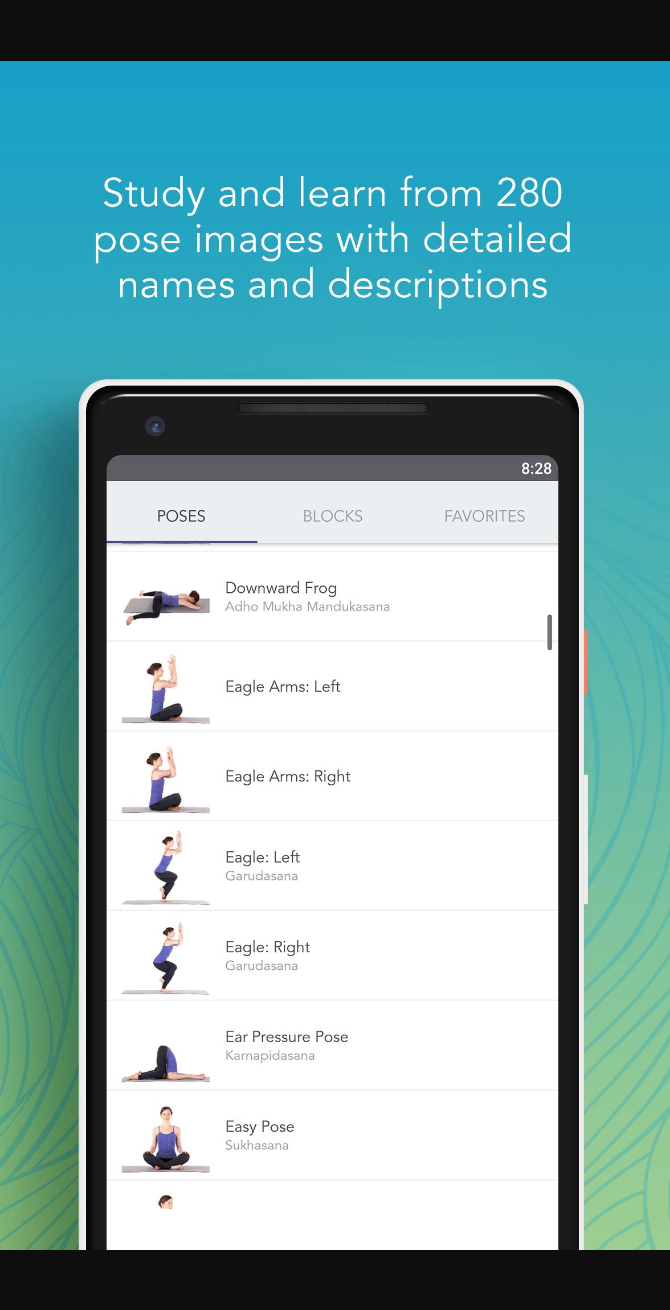 Study and learn from 280
pose images with detailed
names and descriptions
8:28
POSES BLOCKS FAVORITES
Downward Frog
Adho Mukha Mandukasana
Eagle Arms: Left
Eagle Arms: Right
Eagle: Left
Garudasana
Eagle: Right
Garudasana
Ear Pressure Pose
Karnapidasana
Easy Pose
Sukhasana